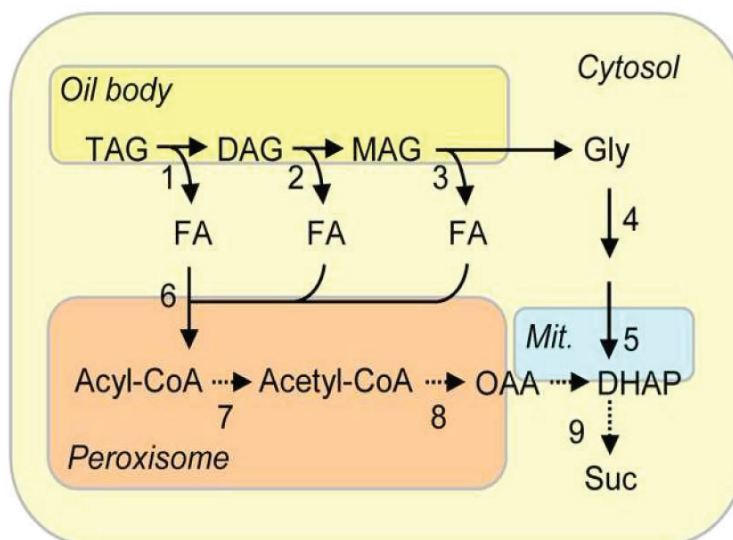 Cytosol
Oil body
TAG DAG MAG Gly
1 2 3
4
FA FA FA
6
Mit. 5
Acyl-CoA Acetyl-CoA OAA DHAP
7 8 9
Peroxisome
Suc